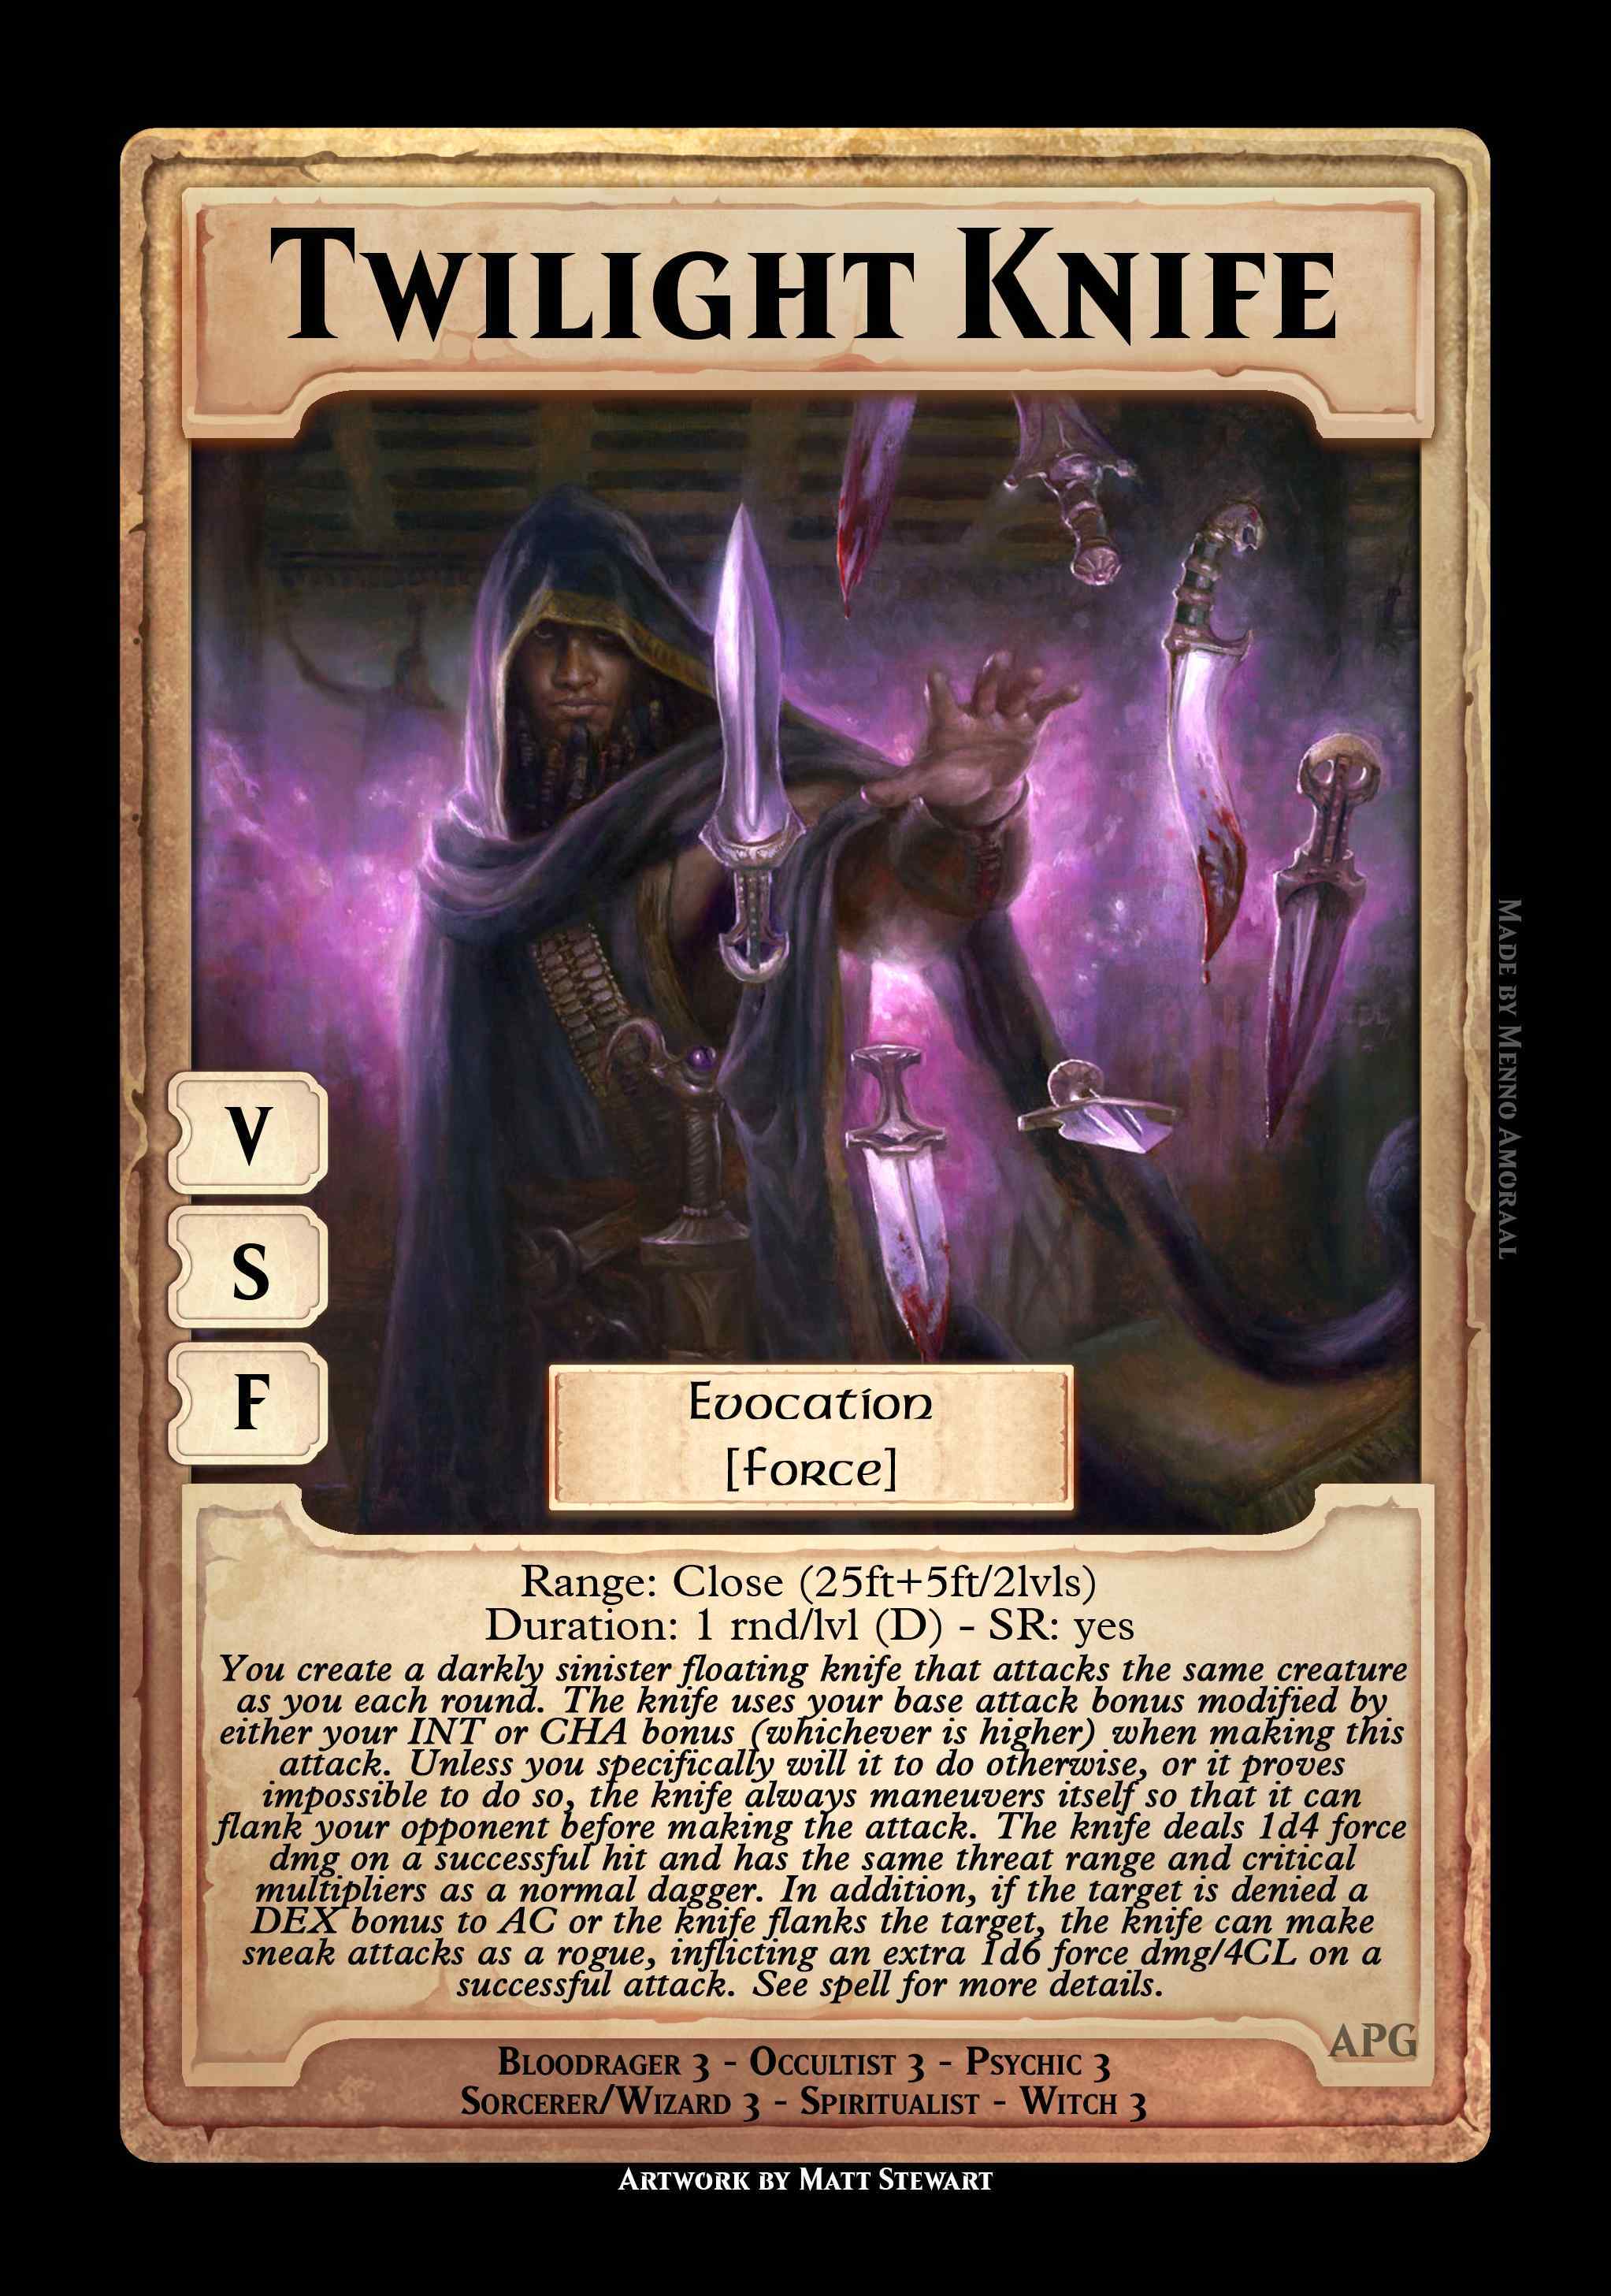 Twilight Knife
V
S
F
Evocation
[Force]
Range: Close (25ft+5ft/2lvls)
Duration: 1 rnd/lvl (D) - SR: yes
You create a darkly sinister floating knife that attacks the same creature
as you each round. The knife uses your base attack bonus modified by
either your INT or CHA bonus (whichever is higher) when making this
attack. Unless you specifically will it to do otherwise, or it proves
impossible to do so, the knife always maneuvers itself so that it can
flank your opponent before making the attack. The knife deals 1d4 force
dmg on a successful hit and has the same threat range and critical
multipliers as a normal dagger. In addition, if the target is denied a
DEX bonus to AC or the knife flanks the target, the knife can make
sneak attacks as a rogue, inflicting an extra 1d6 force dmg/4CL on a
successful attack. See spell for more details.
APG
Bloodrager 3 - Occultist 3 - Psychic 3
Sorcerer/Wizard 3 - Spiritualist - Witch 3
Artwork by Matt Stewart
Made by Menno Amoraal